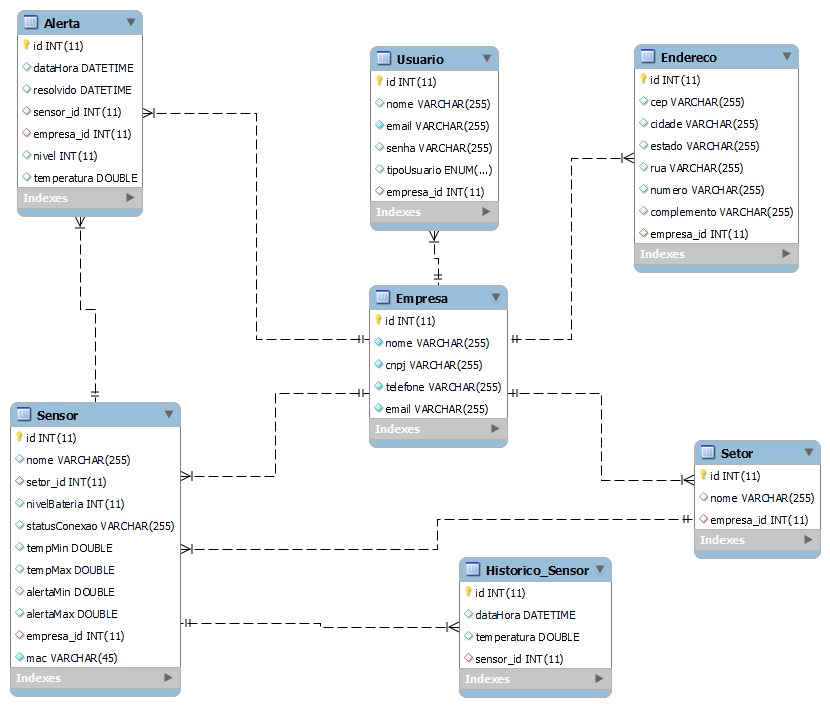 Alerta
id INT(11)
dataHora DATETIME
resolvido DATETIME
sensor_id INT(11)
empresa_id INT(11)
nivel INT(11)
temperatura DOUBLE
Indexes
Usuario
id INT(11)
nome VARCHAR(255)
email VARCHAR(255)
senha VARCHAR(255)
tipoUsuario ENUM(...)
empresa_id INT(11)
Indexes
Endereco
id INT(11)
cep VARCHAR(255)
cidade VARCHAR(255)
estado VARCHAR(255)
rua VARCHAR(255)
numero VARCHAR(255)
complemento VARCHAR(255)
empresa_id INT(11)
Indexes
Empresa
id INT(11)
nome VARCHAR(255)
cnpj VARCHAR(255)
telefone VARCHAR(255)
email VARCHAR(255)
Indexes
Sensor
id INT(11)
nome VARCHAR(255)
setor_id INT(11)
nivelBateria INT(11)
statusConexao VARCHAR(255)
tempMin DOUBLE
tempMax DOUBLE
alertaMin DOUBLE
alertaMax DOUBLE
empresa_id INT(11)
mac VARCHAR(45)
Indexes
Setor
id INT(11)
nome VARCHAR(255)
empresa_id INT(11)
Indexes
Historico_Sensor
id INT(11)
dataHora DATETIME
temperatura DOUBLE
sensor_id INT(11)
Indexes